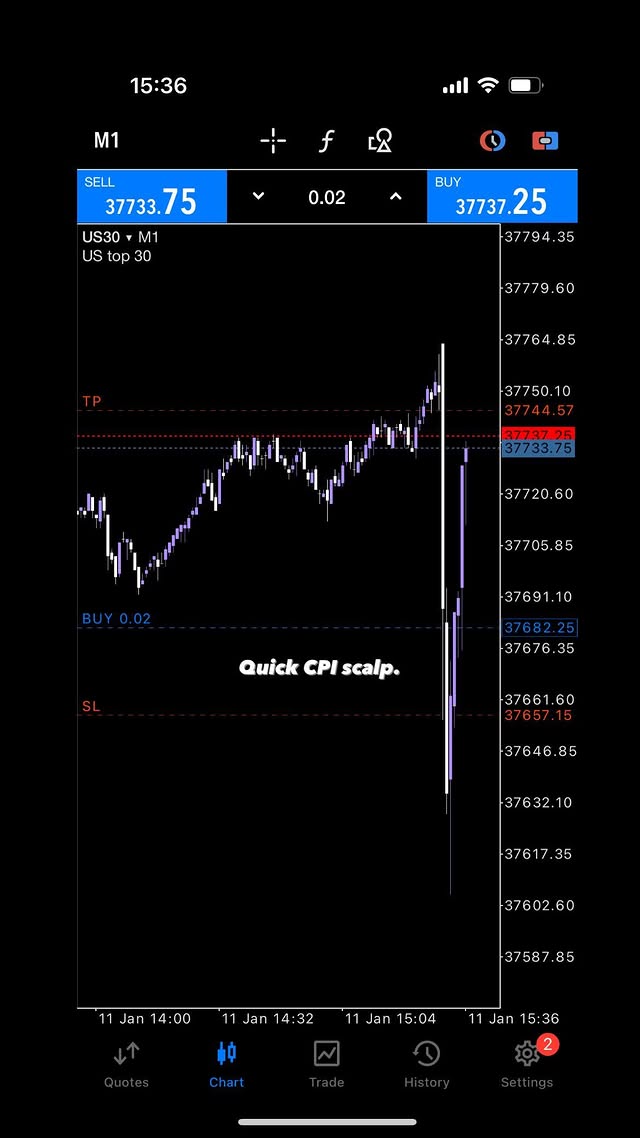 15:36
M1
SELL
37733.75
0.02
BUY
37737.25
US30 ▾ M1
US top 30
37794.35
37779.60
37764.85
37750.10
TP
37744.57
37737.25
37733.75
37720.60
37705.85
37691.10
BUY 0.02
37682.25
37676.35
Quick CPI scalp.
37661.60
SL
37657.15
37646.85
37632.10
37617.35
37602.60
37587.85
11 Jan 14:00
11 Jan 14:32
11 Jan 15:04
11 Jan 15:36
2
Quotes
Chart
Trade
History
Settings